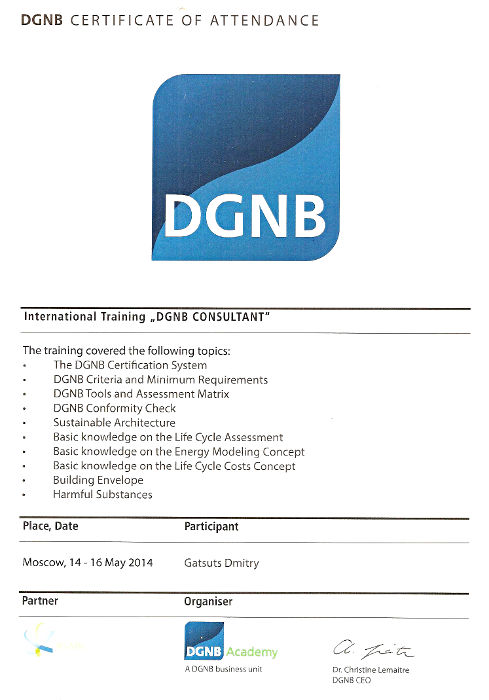 DGNB CERTIFICATE OF ATTENDANCE
DGNB
International Training „DGNB CONSULTANT"
The training covered the following topics:
• The DGNB Certification System
• DGNB Criteria and Minimum Requirements
• DGNB Tools and Assessment Matrix
• DGNB Conformity Check
• Sustainable Architecture
• Basic knowledge on the Life Cycle Assessment
• Basic knowledge on the Energy Modeling Concept
• Basic knowledge on the Life Cycle Costs Concept
• Building Envelope
• Harmful Substances
Place, Date Participant
Moscow, 14 - 16 May 2014 Gatsuts Dmitry
Partner Organiser
DGNB Academy
A DGNB business unit
Dr. Christine Lemaitre
DGNB CEO